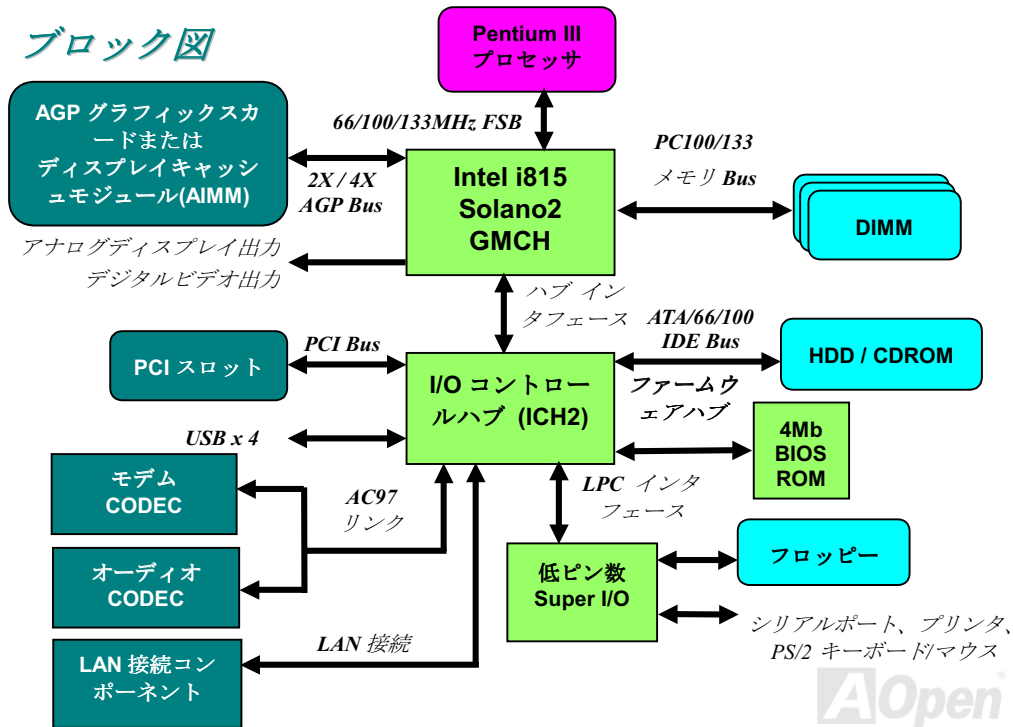 ブロック図
Pentium III
プロセッサ
AGP グラフィックスカ
ードまたは
ディスプレイキャッシ
ュモジュール(AIMM)
66/100/133MHz FSB
2X / 4X
AGP Bus
Intel i815
Solano2
GMCH
PC100/133
メモリ Bus
DIMM
アナログディスプレイ出力
デジタルビデオ出力
ハブ イン
タフェース
ATA/66/100
IDE Bus
HDD / CDROM
PCI スロット
PCI Bus
I/O コントロー
ルハブ (ICH2)
ファームウ
ェアハブ
4Mb
BIOS
ROM
USB x 4
モデム
CODEC
AC97
リンク
LPC インタ
フェース
オーディオ
CODEC
低ピン数
Super I/O
フロッピー
シリアルポート、プリンタ、
PS/2 キーボード/マウス
LAN 接続
LAN 接続コン
ポーネント
AOpen